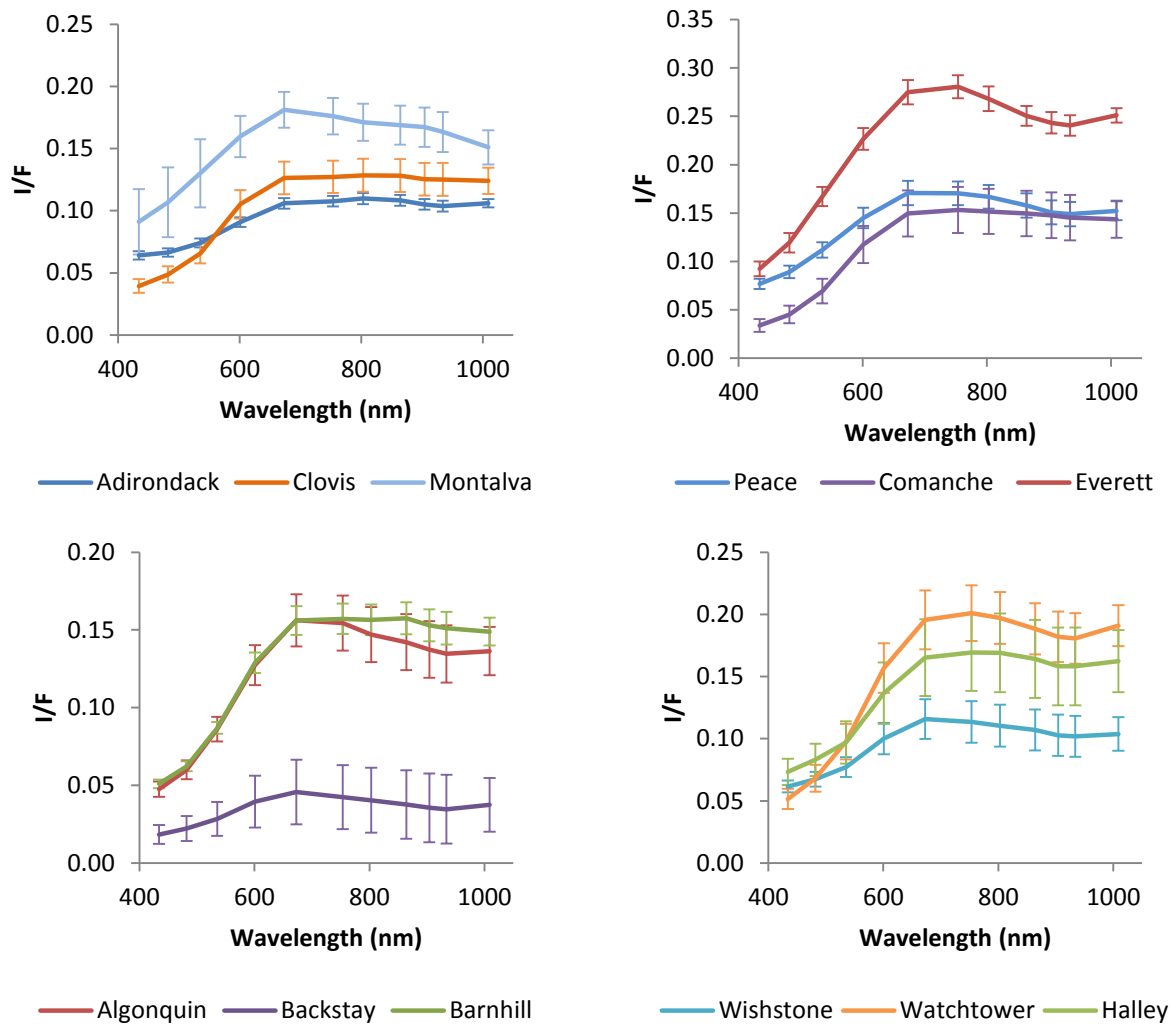 0.25
0.20
0.15
0.10
0.05
0.00
I/F
400 600 800 1000
Wavelength (nm)
Adirondack Clovis Montalva
0.35
0.30
0.25
0.20
0.15
0.10
0.05
0.00
I/F
400 600 800 1000
Wavelength (nm)
Peace Comanche Everett
0.20
0.15
0.10
0.05
0.00
I/F
400 600 800 1000
Wavelength (nm)
Algonquin Backstay Barnhill
0.25
0.20
0.15
0.10
0.05
0.00
I/F
400 600 800 1000
Wavelength (nm)
Wishstone Watchtower Halley